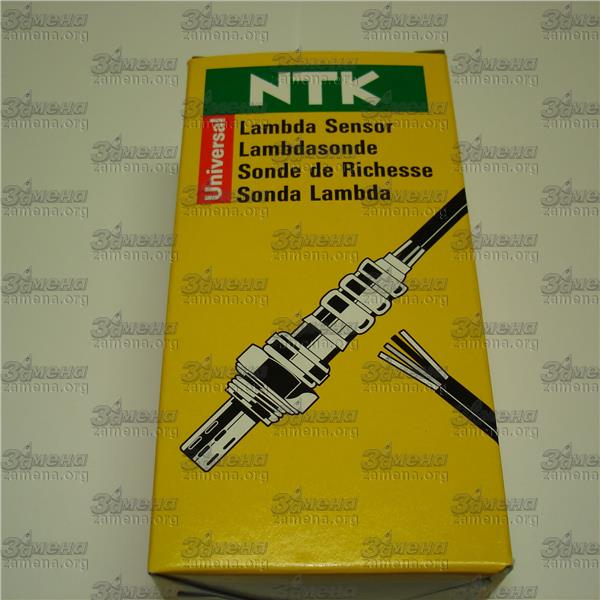 NTK
Universal
Lambda Sensor
Lambdasonde
Sonde de Richesse
Sonda Lambda
Замена
zamena.org